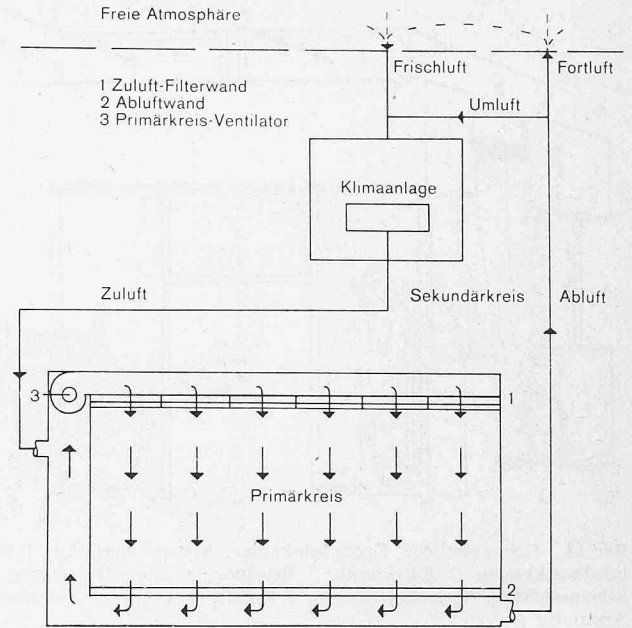 Freie Atmosphäre
Frischluft
Fortluft
1 Zuluft-Filterwand
2 Abluftwand
3 Primärkreis-Ventilator
Umluft
Klimaanlage
Zuluft
Sekundärkreis
Abluft
3
1
Primärkreis
2